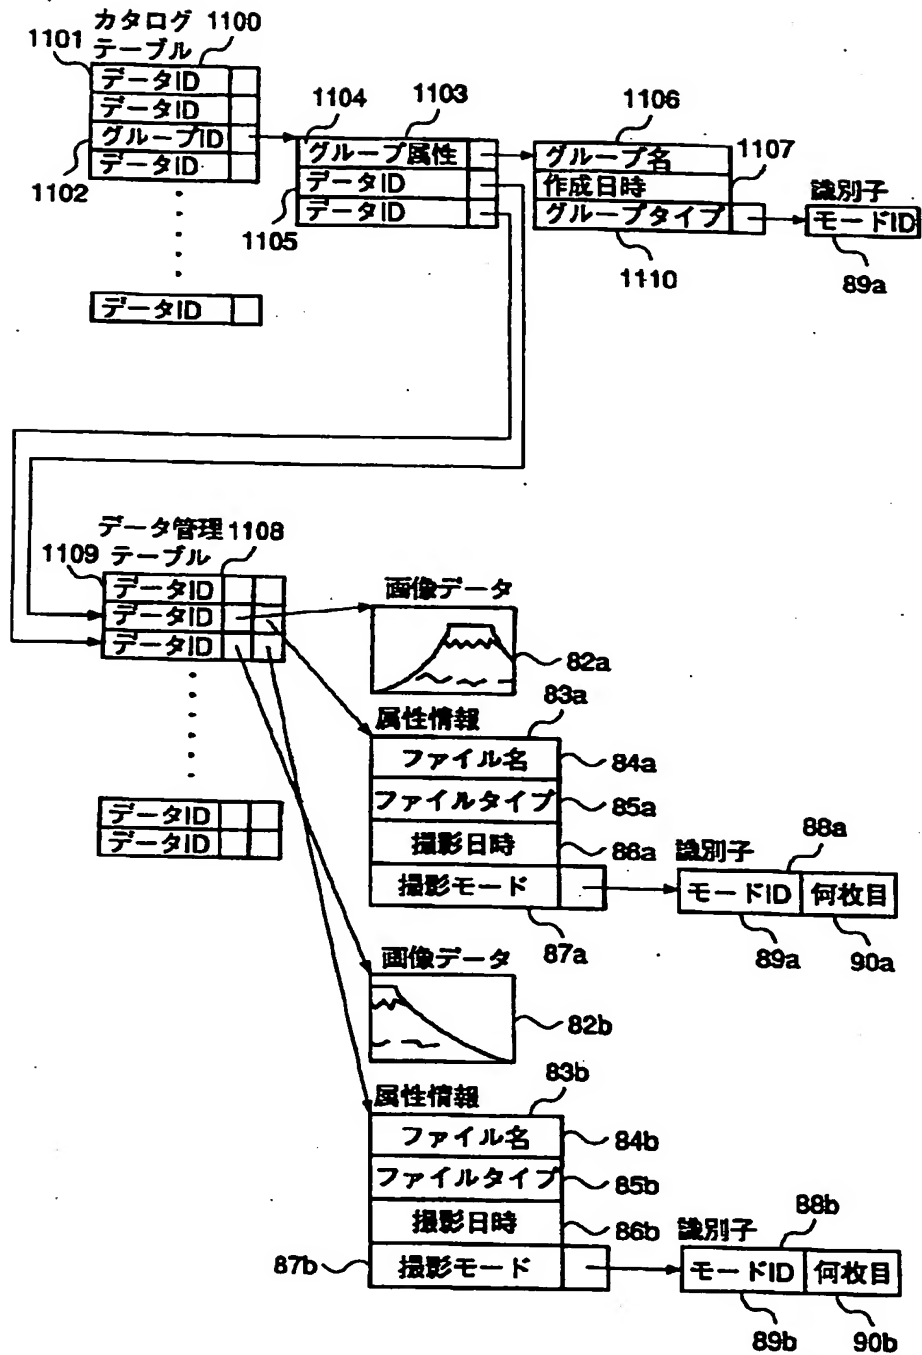 カタログ 1100
1101 テーブル
データID
データID
グループID
データID
1102
データID
1104 1103
グループ属性
データID
データID
1105
1106
グループ名
1107
作成日時
グループタイプ
1110
識別子
モードID
89a
データ管理 1108
1109 テーブル
データID
データID
データID
データID
データID
画像データ
82a
属性情報 83a
ファイル名 84a
ファイルタイプ 85a
撮影日時 86a
撮影モード
87a
識別子 88a
モードID 何枚目
89a 90a
画像データ
82b
属性情報 83b
ファイル名 84b
ファイルタイプ 85b
撮影日時 86b
87b 撮影モード
識別子 88b
モードID 何枚目
89b 90b